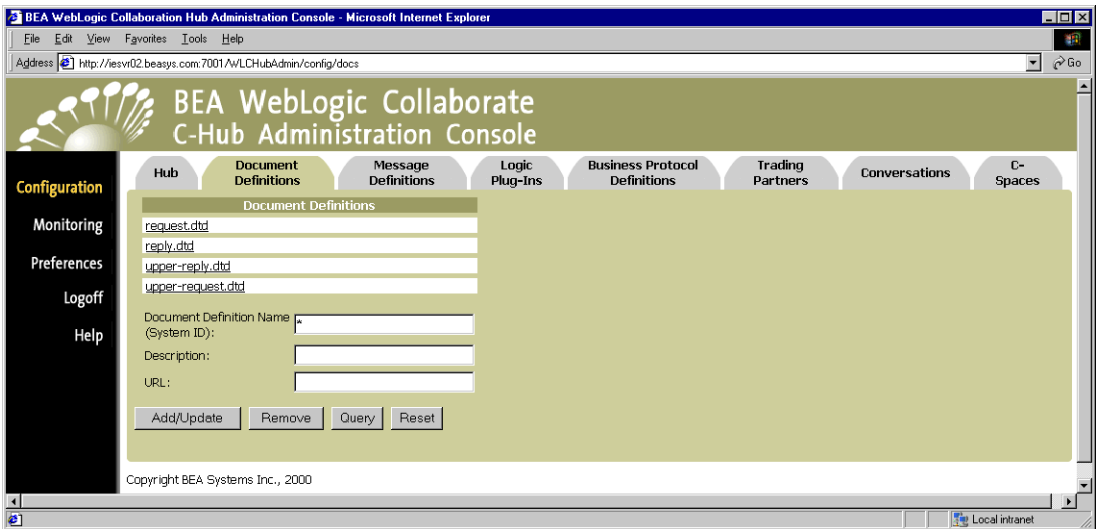 BEA WebLogic Collaboration Hub Administration Console - Microsoft Internet Explorer
File Edit View Favorites Tools Help
Address http://iesvr02.beasys.com:7001/WLCHubAdmin/config/docs Go
BEA WebLogic Collaborate
C-Hub Administration Console
Configuration
Monitoring
Preferences
Logoff
Help
Hub
Document
Definitions
Message
Definitions
Logic
Plug-Ins
Business Protocol
Definitions
Trading
Partners
Conversations
C-
Spaces
Document Definitions
request.dtd
reply.dtd
upper-reply.dtd
upper-request.dtd
Document Definition Name
(System ID):
*
Description:
URL:
Add/Update Remove Query Reset
Copyright BEA Systems Inc., 2000
Local intranet